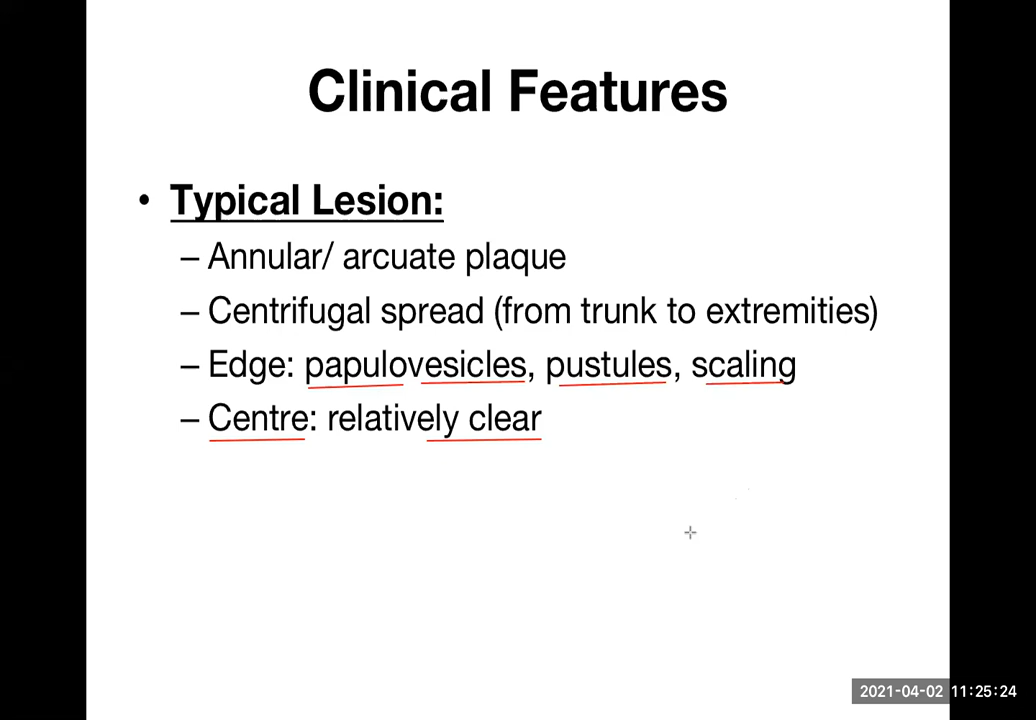 Clinical Features
• Typical Lesion:
– Annular/ arcuate plaque
– Centrifugal spread (from trunk to extremities)
– Edge: papulovesicles, pustules, scaling
– Centre: relatively clear
2021-04-02 11:25:24